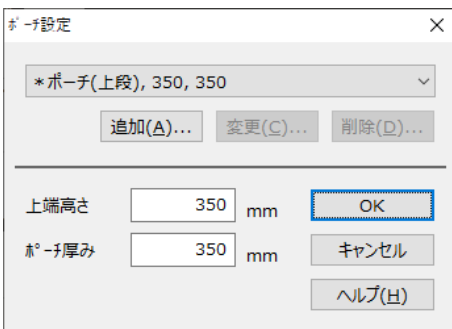 ﾎﾟｰﾁ設定
*ポーチ(上段), 350, 350
追加(A)... 変更(C)... 削除(D)...
上端高さ 350 mm OK
ﾎﾟｰﾁ厚み 350 mm キャンセル
ヘルプ(H)